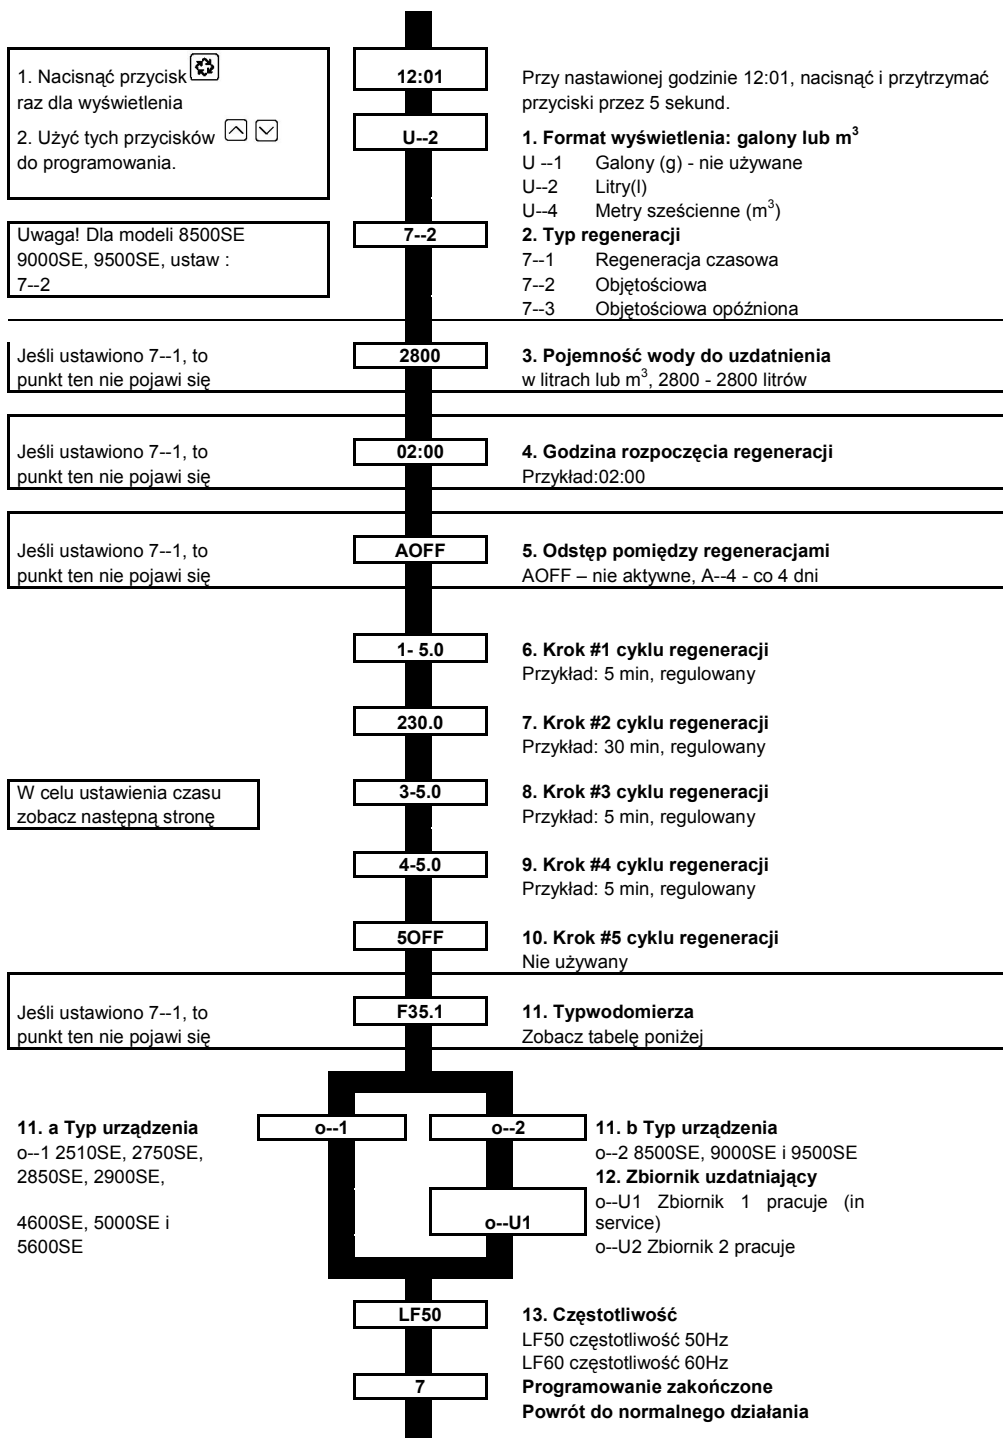 1. Nacisnąć przycisk
raz dla wyświetlenia
2. Użyć tych przycisków
do programowania.
12:01
Przy nastawionej godzinie 12:01, nacisnąć i przytrzymać
przyciski przez 5 sekund.
U--2
1. Format wyświetlenia: galony lub m³
U --1 Galony (g) - nie używane
U--2 Litry(l)
U--4 Metry sześcienne (m³)
Uwaga! Dla modeli 8500SE
9000SE, 9500SE, ustaw :
7--2
7--2
2. Typ regeneracji
7--1 Regeneracja czasowa
7--2 Objętościowa
7--3 Objętościowa opóźniona
Jeśli ustawiono 7--1, to
punkt ten nie pojawi się
2800
3. Pojemność wody do uzdatnienia
w litrach lub m³, 2800 - 2800 litrów
Jeśli ustawiono 7--1, to
punkt ten nie pojawi się
02:00
4. Godzina rozpoczęcia regeneracji
Przykład:02:00
Jeśli ustawiono 7--1, to
punkt ten nie pojawi się
AOFF
5. Odstęp pomiędzy regeneracjami
AOFF – nie aktywne, A--4 - co 4 dni
1- 5.0
6. Krok #1 cyklu regeneracji
Przykład: 5 min, regulowany
230.0
7. Krok #2 cyklu regeneracji
Przykład: 30 min, regulowany
W celu ustawienia czasu
zobacz następną stronę
3-5.0
8. Krok #3 cyklu regeneracji
Przykład: 5 min, regulowany
4-5.0
9. Krok #4 cyklu regeneracji
Przykład: 5 min, regulowany
5OFF
10. Krok #5 cyklu regeneracji
Nie używany
Jeśli ustawiono 7--1, to
punkt ten nie pojawi się
F35.1
11. Typwodomierza
Zobacz tabelę poniżej
11. a Typ urządzenia
o--1 2510SE, 2750SE,
2850SE, 2900SE,
4600SE, 5000SE i
5600SE
o--1
o--2
o--U1
11. b Typ urządzenia
o--2 8500SE, 9000SE i 9500SE
12. Zbiornik uzdatniający
o--U1 Zbiornik 1 pracuje (in
service)
o--U2 Zbiornik 2 pracuje
LF50
13. Częstotliwość
LF50 częstotliwość 50Hz
LF60 częstotliwość 60Hz
7
Programowanie zakończone
Powrót do normalnego działania